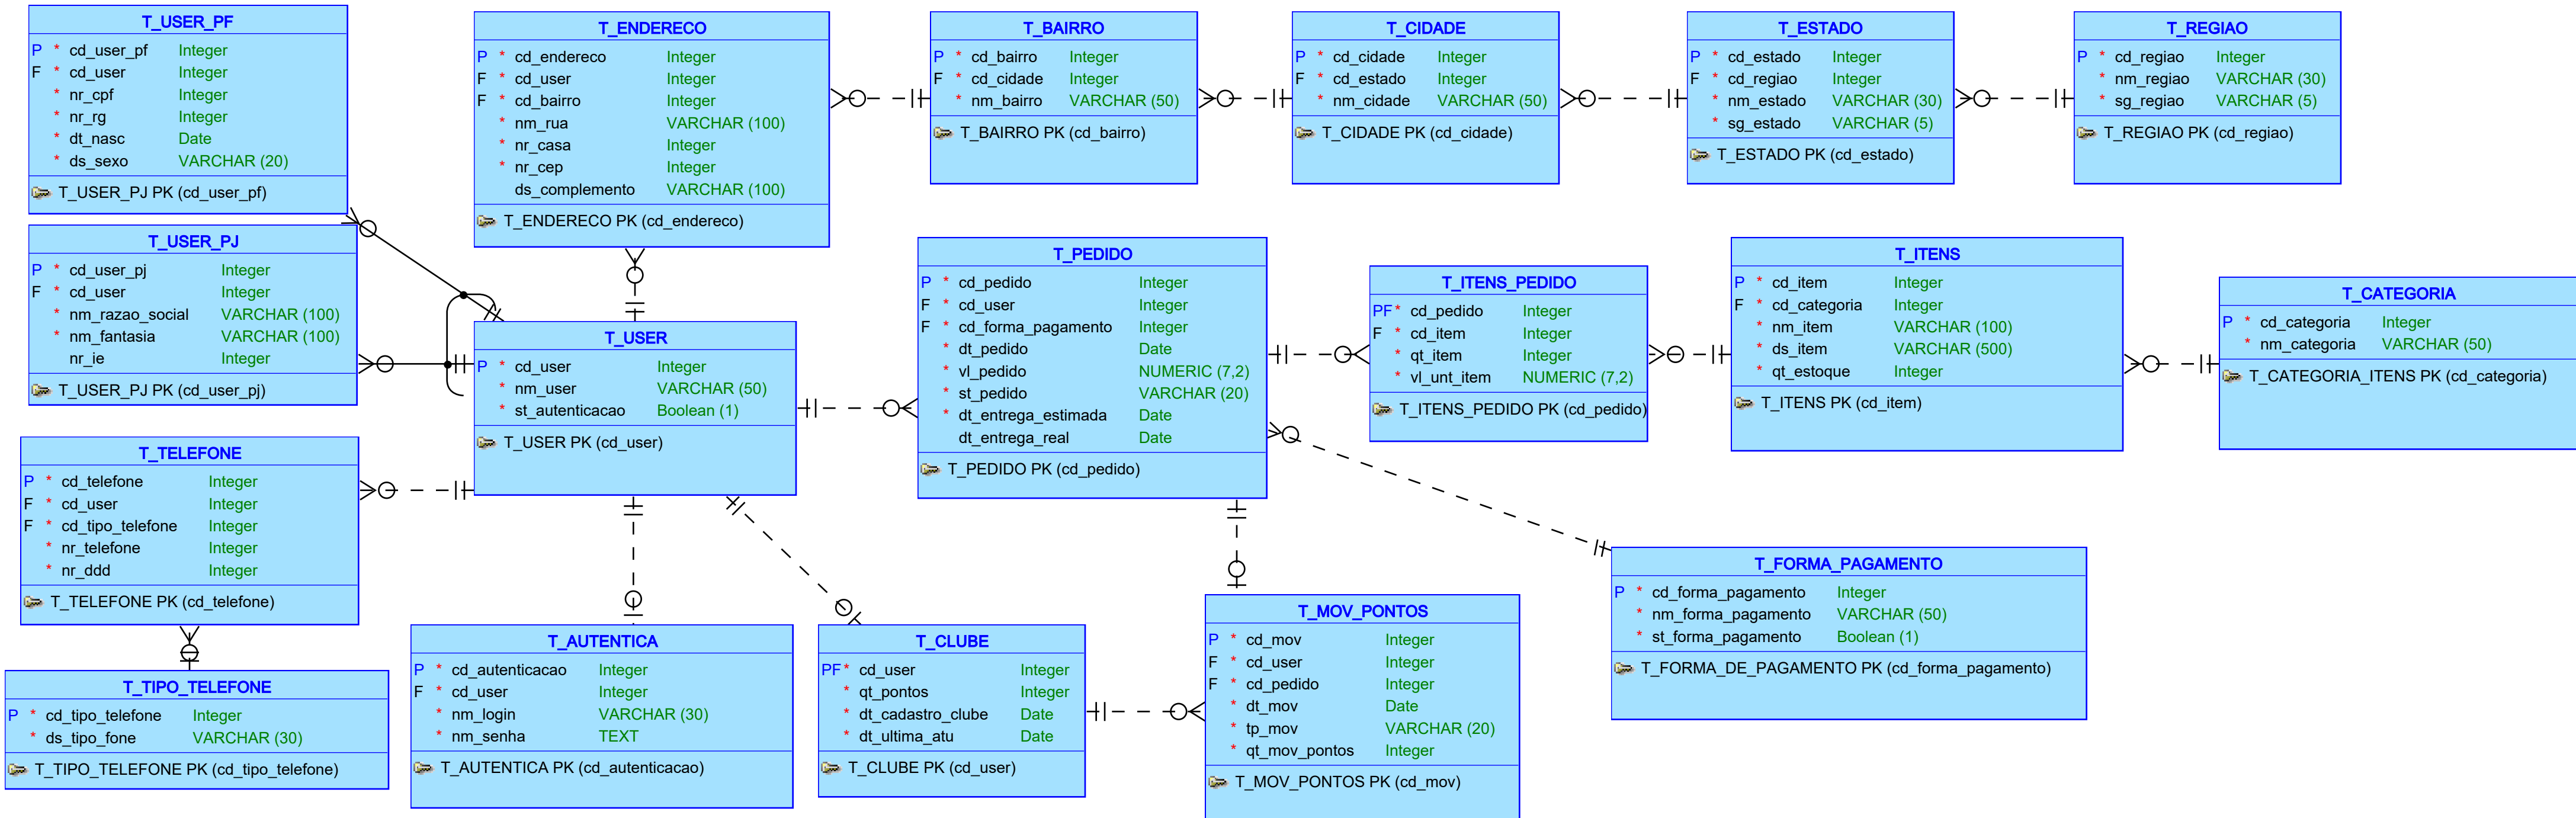 T_USER_PF
P * cd_user_pf Integer
F * cd_user Integer
* nr_cpf Integer
* nr_rg Integer
* dt_nasc Date
* ds_sexo VARCHAR (20)
T_USER_PJ PK (cd_user_pf)
T_ENDERECO
P * cd_endereco Integer
F * cd_user Integer
F * cd_bairro Integer
* nm_rua VARCHAR (100)
* nr_casa Integer
* nr_cep Integer
ds_complemento VARCHAR (100)
T_ENDERECO PK (cd_endereco)
T_BAIRRO
P * cd_bairro Integer
F * cd_cidade Integer
* nm_bairro VARCHAR (50)
T_BAIRRO PK (cd_bairro)
T_CIDADE
P * cd_cidade Integer
F * cd_estado Integer
* nm_cidade VARCHAR (50)
T_CIDADE PK (cd_cidade)
T_ESTADO
P * cd_estado Integer
F * cd_regiao Integer
* nm_estado VARCHAR (30)
* sg_estado VARCHAR (5)
T_ESTADO PK (cd_estado)
T_REGIAO
P * cd_regiao Integer
* nm_regiao VARCHAR (30)
* sg_regiao VARCHAR (5)
T_REGIAO PK (cd_regiao)
T_USER_PJ
P * cd_user_pj Integer
F * cd_user Integer
* nm_razao_social VARCHAR (100)
* nm_fantasia VARCHAR (100)
nr_ie Integer
T_USER_PJ PK (cd_user_pj)
T_USER
P * cd_user Integer
* nm_user VARCHAR (50)
* st_autenticacao Boolean (1)
T_USER PK (cd_user)
T_PEDIDO
P * cd_pedido Integer
F * cd_user Integer
F * cd_forma_pagamento Integer
* dt_pedido Date
* vl_pedido NUMERIC (7,2)
* st_pedido VARCHAR (20)
* dt_entrega_estimada Date
dt_entrega_real Date
T_PEDIDO PK (cd_pedido)
T_ITENS_PEDIDO
PF * cd_pedido Integer
F * cd_item Integer
* qt_item Integer
* vl_unt_item NUMERIC (7,2)
T_ITENS_PEDIDO PK (cd_pedido)
T_ITENS
P * cd_item Integer
F * cd_categoria Integer
* nm_item VARCHAR (100)
* ds_item VARCHAR (500)
* qt_estoque Integer
T_ITENS PK (cd_item)
T_CATEGORIA
P * cd_categoria Integer
* nm_categoria VARCHAR (50)
T_CATEGORIA_ITENS PK (cd_categoria)
T_TELEFONE
P * cd_telefone Integer
F * cd_user Integer
F * cd_tipo_telefone Integer
* nr_telefone Integer
* nr_ddd Integer
T_TELEFONE PK (cd_telefone)
T_TIPO_TELEFONE
P * cd_tipo_telefone Integer
* ds_tipo_fone VARCHAR (30)
T_TIPO_TELEFONE PK (cd_tipo_telefone)
T_AUTENTICA
P * cd_autenticacao Integer
F * cd_user Integer
* nm_login VARCHAR (30)
* nm_senha TEXT
T_AUTENTICA PK (cd_autenticacao)
T_CLUBE
PF * cd_user Integer
* qt_pontos Integer
* dt_cadastro_clube Date
* dt_ultima_atu Date
T_CLUBE PK (cd_user)
T_MOV_PONTOS
P * cd_mov Integer
F * cd_user Integer
F * cd_pedido Integer
* dt_mov Date
* tp_mov VARCHAR (20)
* qt_mov_pontos Integer
T_MOV_PONTOS PK (cd_mov)
T_FORMA_PAGAMENTO
P * cd_forma_pagamento Integer
* nm_forma_pagamento VARCHAR (50)
* st_forma_pagamento Boolean (1)
T_FORMA_DE_PAGAMENTO PK (cd_forma_pagamento)